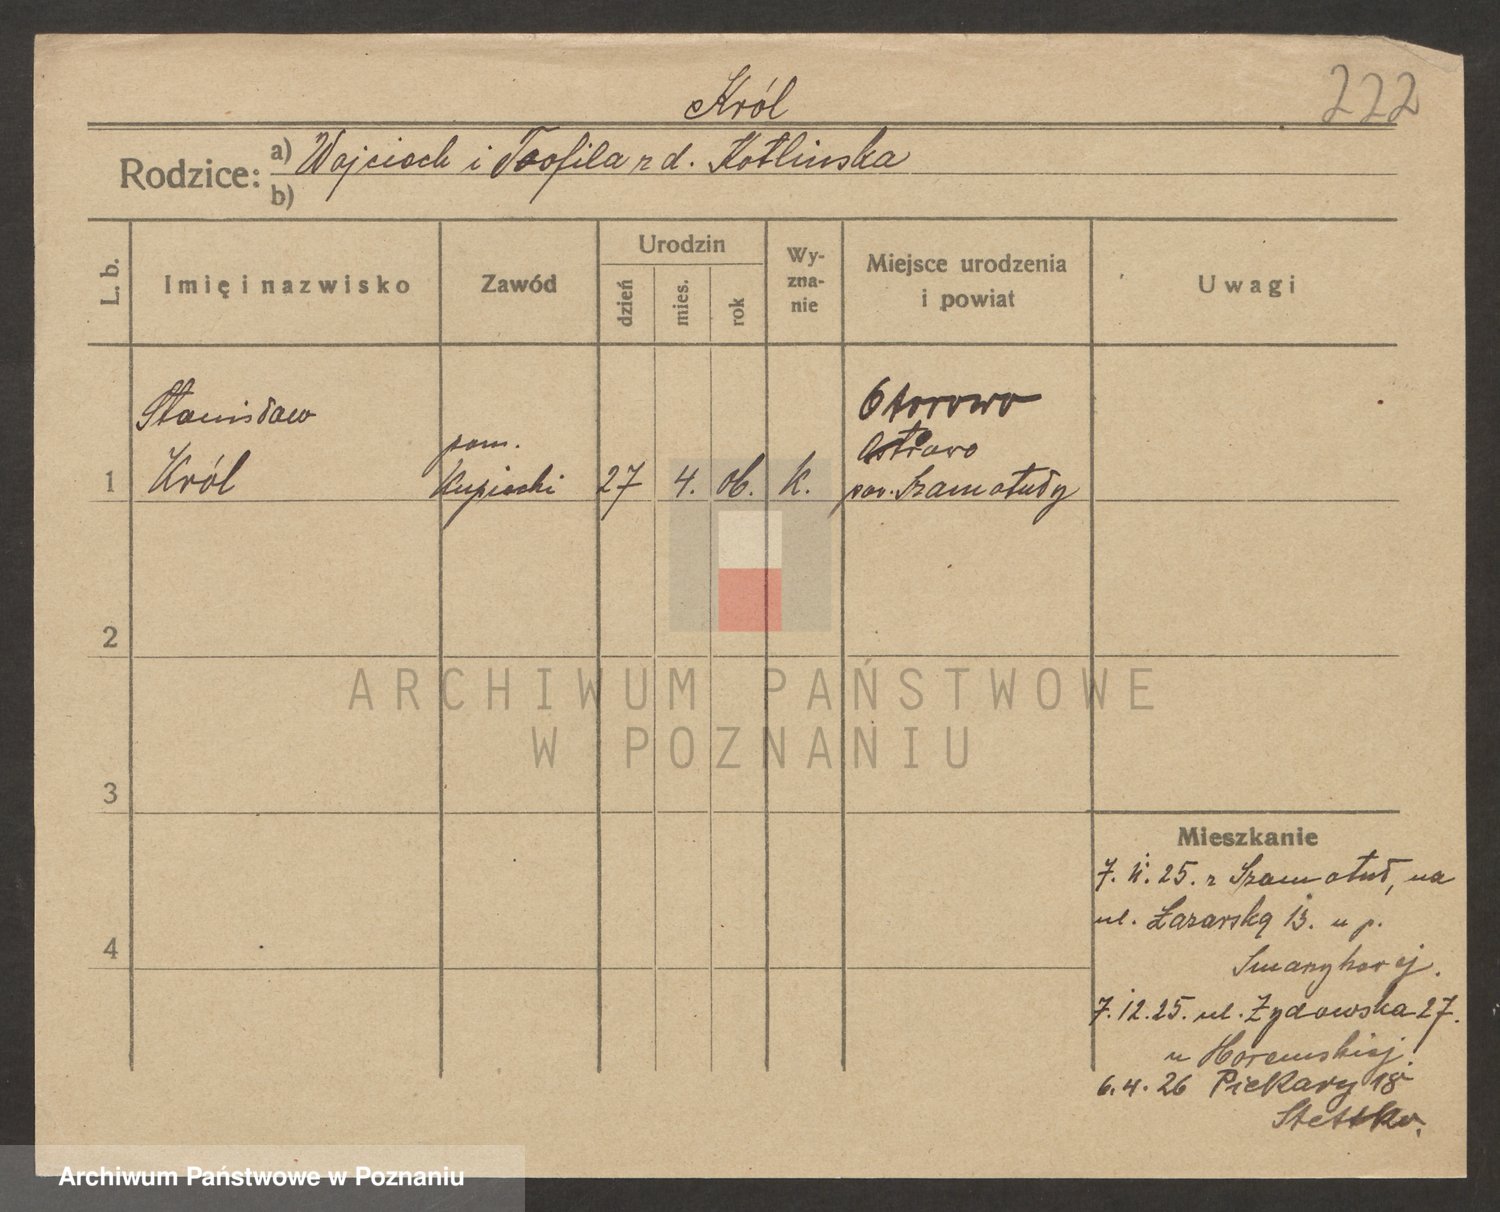 Król
222
Rodzice: a) Wojciech i Teofila z d. Kotlinska
b)
L. b.
Imię i nazwisko
Zawód
Urodzin
dzień
mies.
rok
Wy-
zna-
nie
Miejsce urodzenia
i powiat
Uwagi
Stanisław
Król
pom.
Kupiecki
27
4.
06.
k.
Otorowo
Ostrowo
pow. Szamotuły
1
2
3
4
Mieszkanie
7. 25. z Szamotuł, na
ul. Łazarską 13. u p.
7.12.25. ul. Żydowska 27.
u
6.4.26 Piekary 18
ARCHIWUM PAŃSTWOWE
W POZNANIU
Archiwum Państwowe w Poznaniu